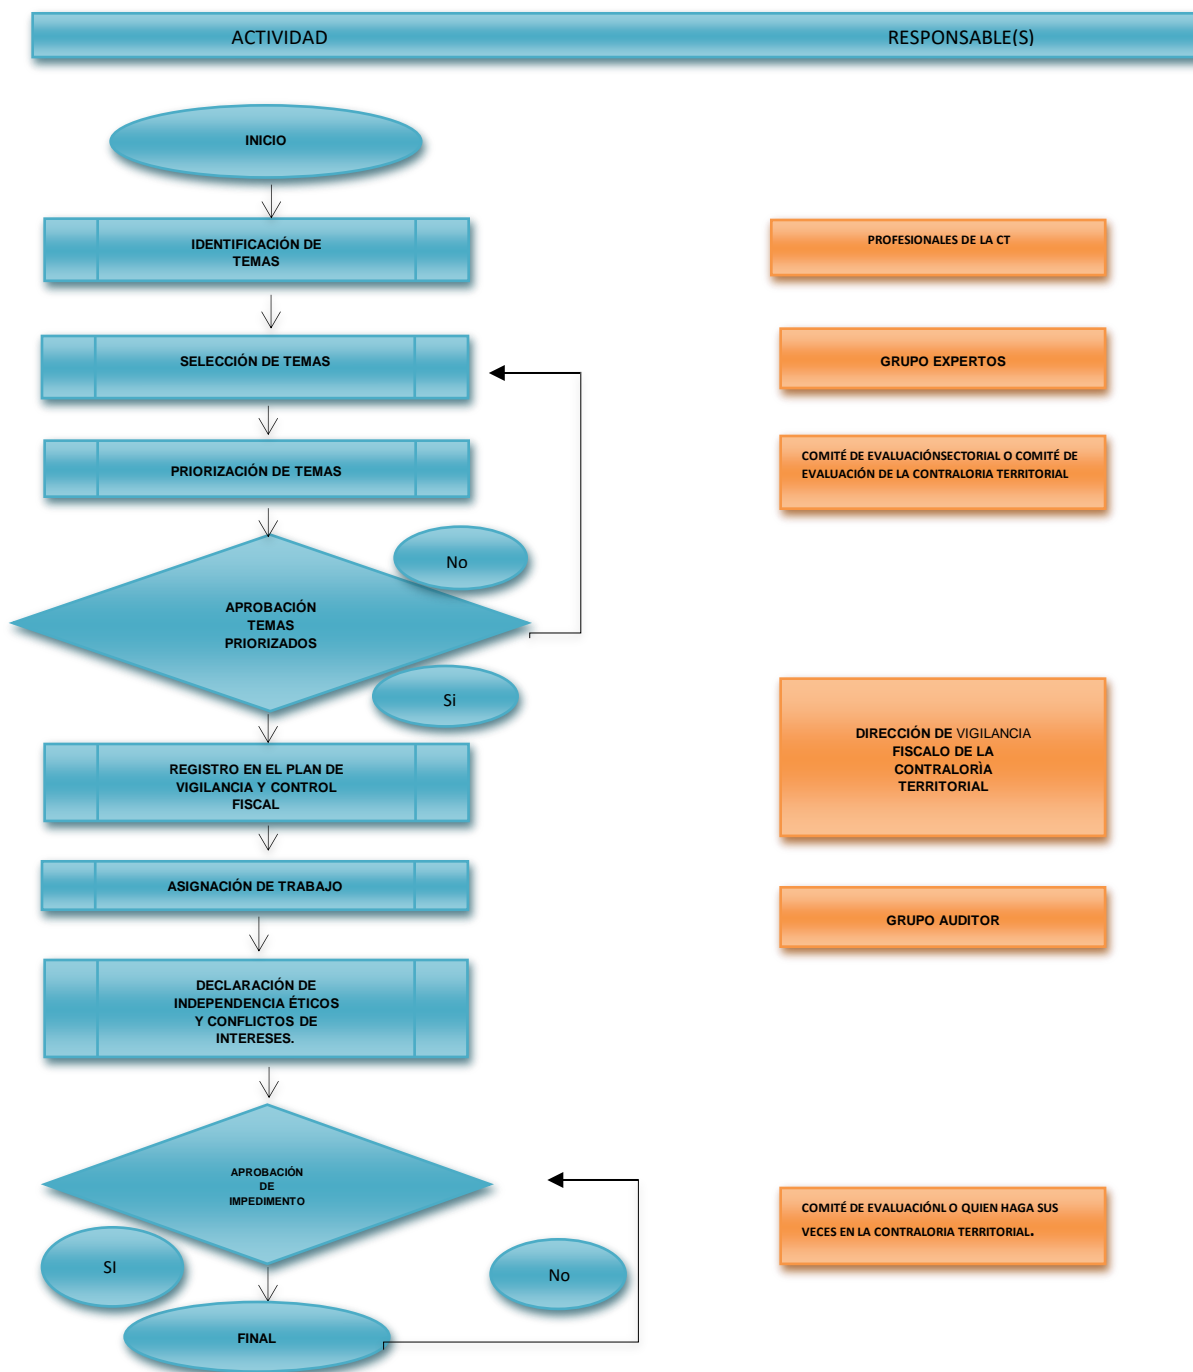 ACTIVIDAD
RESPONSABLE(S)
INICIO
IDENTIFICACIÓN DE
TEMAS
PROFESIONALES DE LA CT
SELECCIÓN DE TEMAS
GRUPO EXPERTOS
PRIORIZACIÓN DE TEMAS
COMITÉ DE EVALUACIÓNSECTORIAL O COMITÉ DE
EVALUACIÓN DE LA CONTRALORIA TERRITORIAL
No
APROBACIÓN
TEMAS
PRIORIZADOS
Si
REGISTRO EN EL PLAN DE
VIGILANCIA Y CONTROL
FISCAL
DIRECCIÓN DE VIGILANCIA
FISCALO DE LA
CONTRALORÌA
TERRITORIAL
ASIGNACIÓN DE TRABAJO
GRUPO AUDITOR
DECLARACIÓN DE
INDEPENDENCIA ÉTICOS
Y CONFLICTOS DE
INTERESES.
APROBACIÓN
DE
IMPEDIMENTO
COMITÉ DE EVALUACIÓNL O QUIEN HAGA SUS
VECES EN LA CONTRALORIA TERRITORIAL.
SI
No
FINAL